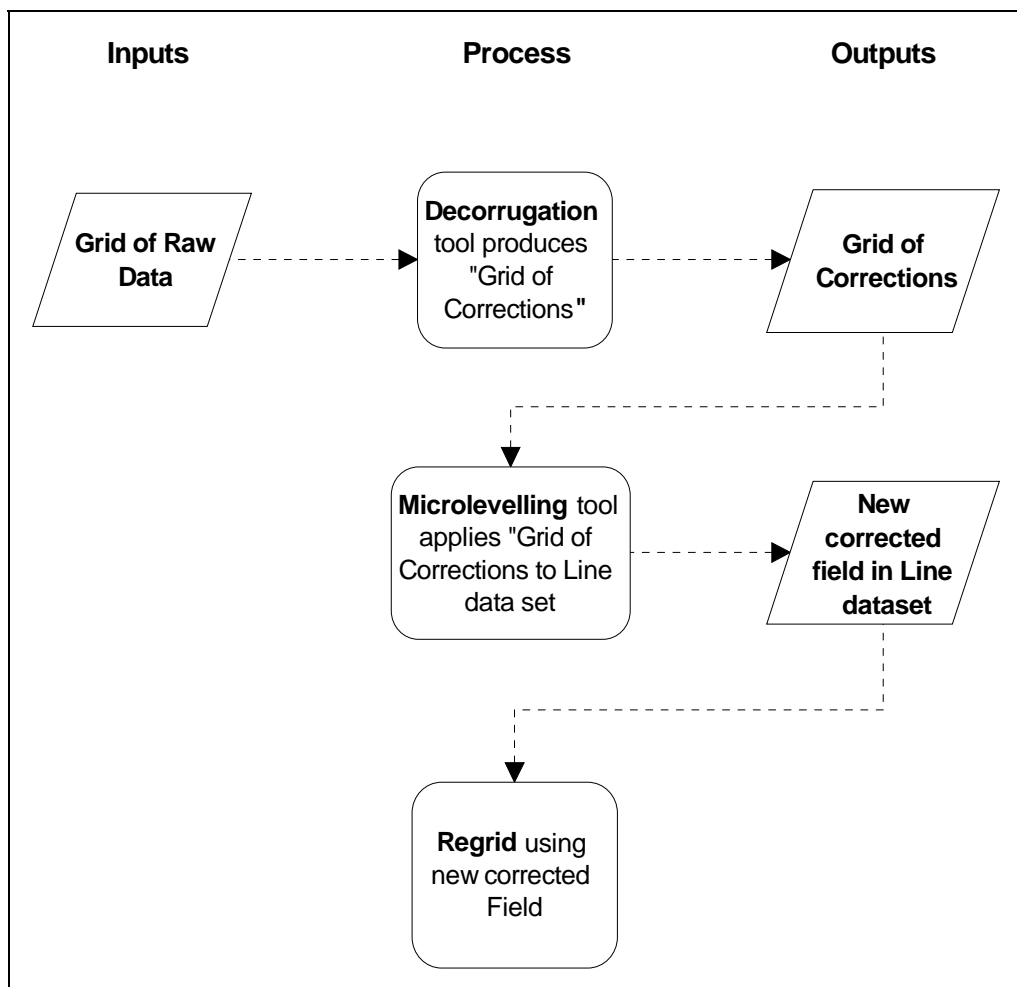 Inputs
Process
Outputs
Grid of Raw
Data
Decorrugation
tool produces
"Grid of
Corrections"
Grid of
Corrections
Microlevelling tool
applies "Grid of
Corrections to Line
data set
New
corrected
field in Line
dataset
Regrid using
new corrected
Field